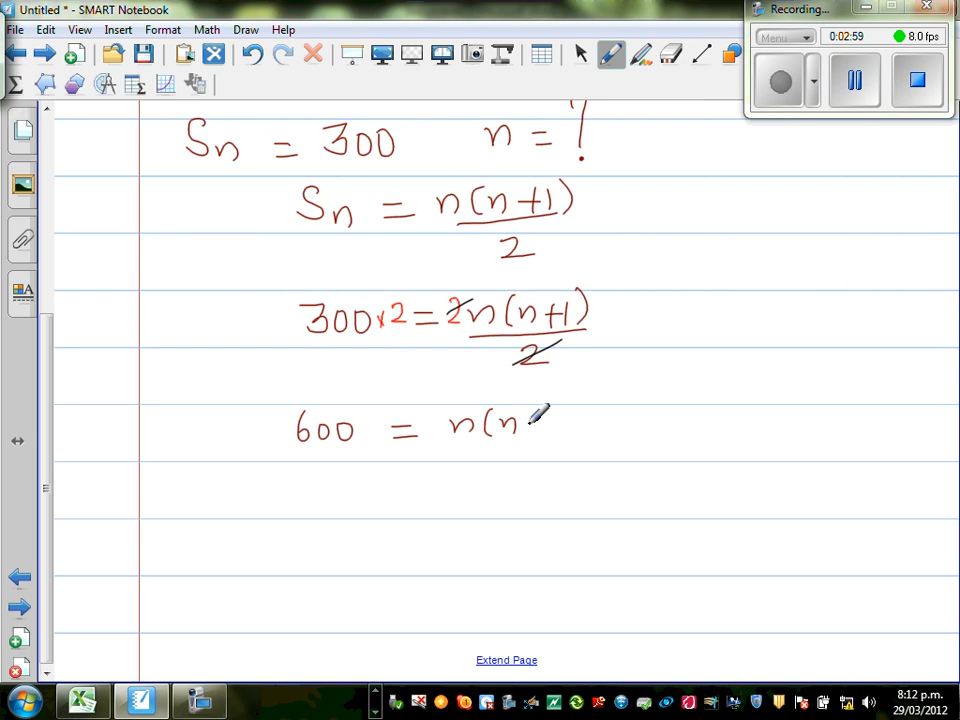 Untitled * - SMART Notebook
Recording...
File Edit View Insert Format Math Draw Help
Menu 0:02:59 8.0 fps
Sn = 300 n = ?
Sn = n(n+1)
2
300×2 = 2n(n+1)
2
600 = n(n
Extend Page
8:12 p.m.
29/03/2012